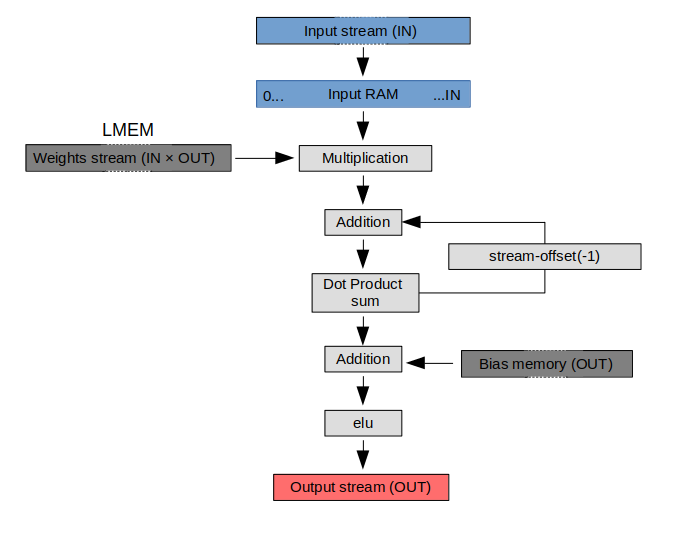 Input stream (IN)
0... Input RAM ...IN
LMEM
Weights stream (IN × OUT)
Multiplication
Addition
stream-offset(-1)
Dot Product
sum
Addition
Bias memory (OUT)
elu
Output stream (OUT)